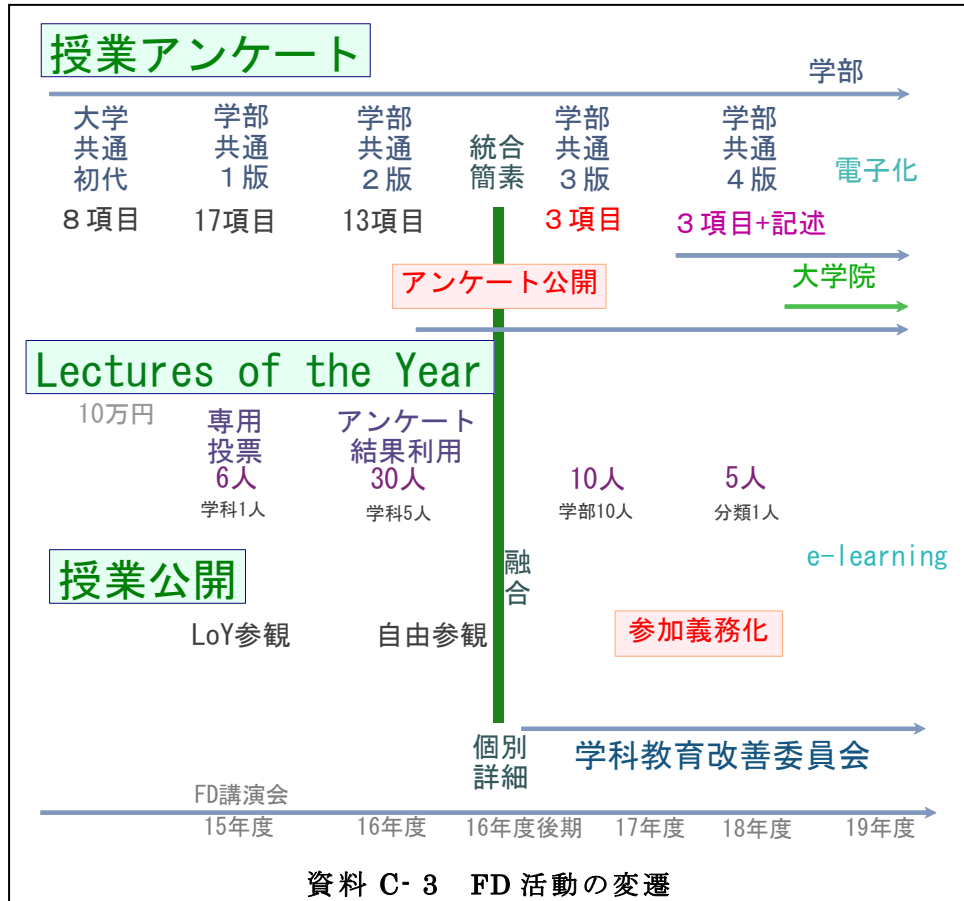 授業アンケート
学部
大学
共通
初代
学部
共通
1版
学部
共通
2版
統合
簡素
学部
共通
3版
学部
共通
4版
電子化
8項目
17項目
13項目
3項目
3項目+記述
アンケート公開
大学院
Lectures of the Year
10万円
専用
投票
6人
学科1人
アンケート
結果利用
30人
学科5人
10人
学部10人
5人
分類1人
授業公開
融
合
e-learning
LoY参観
自由参観
参加義務化
個別
詳細
学科教育改善委員会
FD講演会
15年度
16年度
16年度後期
17年度
18年度
19年度
資料 C- 3 FD 活動の変遷